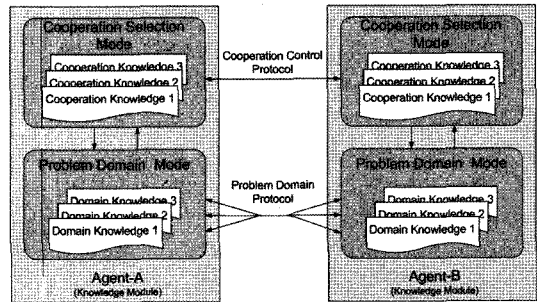 Cooperation Selection
Mode
Cooperation Knowledge 3
Cooperation Knowledge 2
Cooperation Knowledge 1
Problem Domain Mode
Domain Knowledge 3
Domain Knowledge 2
Domain Knowledge 1
Agent-A
(Knowledge Module)
Cooperation Control
Protocol
Problem Domain
Protocol
Cooperation Selection
Mode
Cooperation Knowledge 3
Cooperation Knowledge 2
Cooperation Knowledge 1
Problem Domain Mode
Domain Knowledge 3
Domain Knowledge 2
Domain Knowledge 1
Agent-B
(Knowledge Module)